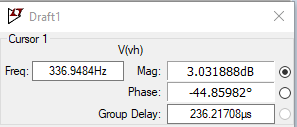 Draft1
Cursor 1
V(vh)
Freq: 336.9484Hz Mag: 3.031888dB
Phase: -44.85982°
Group Delay: 236.21708µs